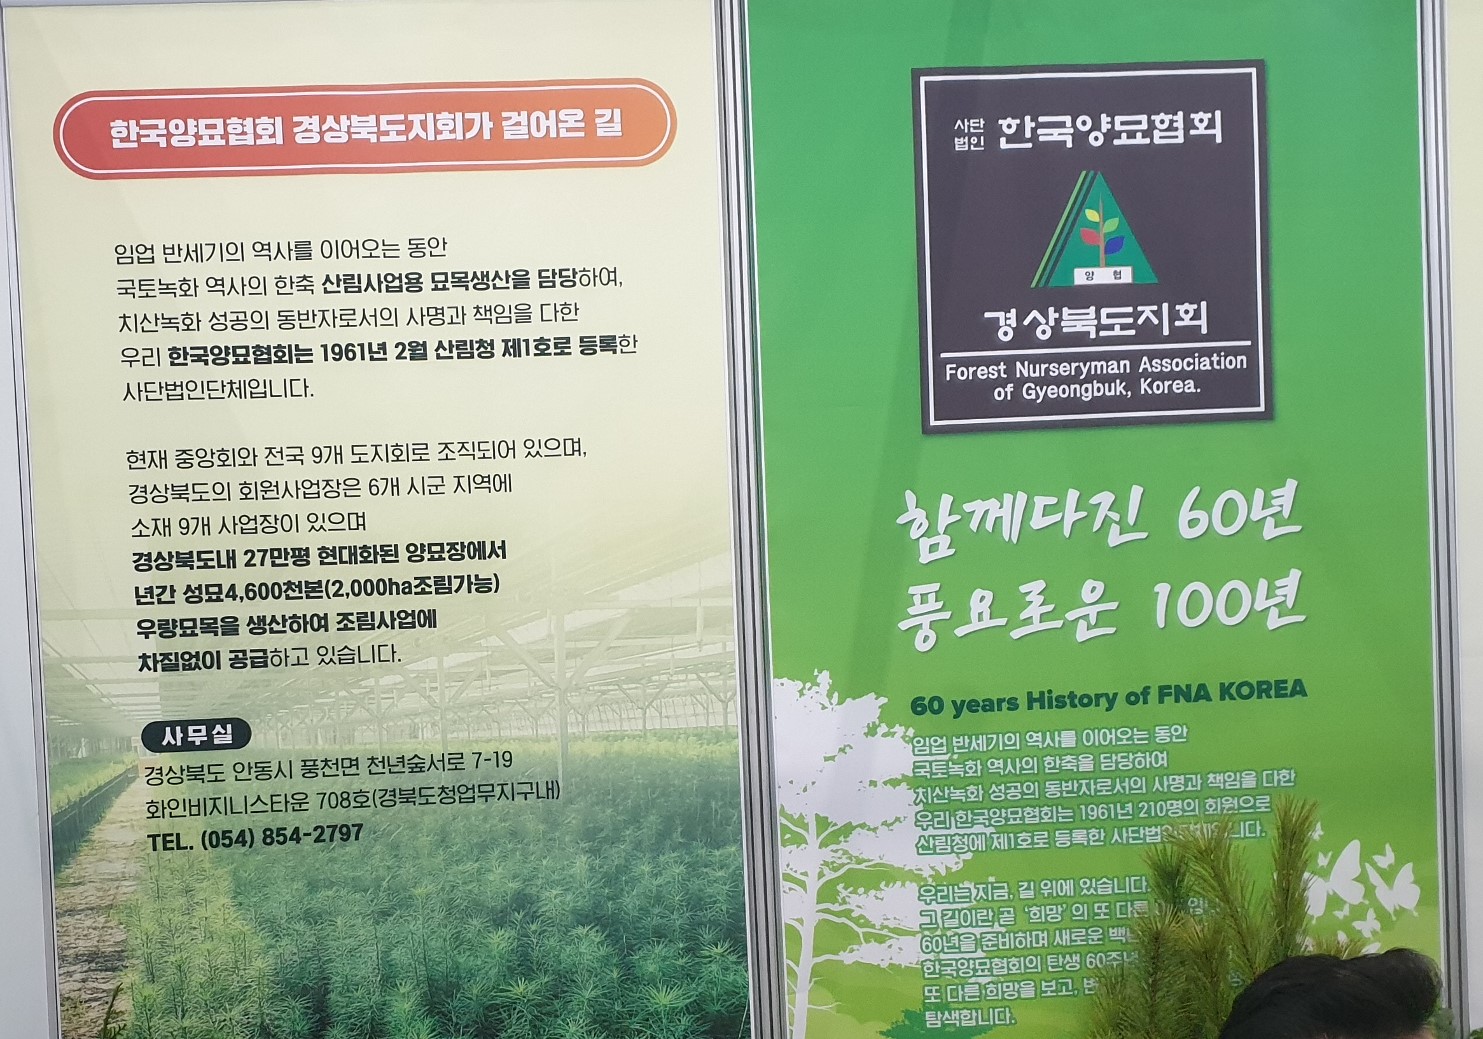 한국양묘협회 경상북도지회가 걸어온 길
임업 반세기의 역사를 이어오는 동안
국토녹화 역사의 한축 산림사업용 묘목생산을 담당하여,
치산녹화 성공의 동반자로서의 사명과 책임을 다한
우리 한국양묘협회는 1961년 2월 산림청 제1호로 등록한
사단법인단체입니다.
현재 중앙회와 전국 9개 도지회로 조직되어 있으며,
경상북도의 회원사업장은 6개 시군 지역에
소재 9개 사업장이 있으며
경상북도내 27만평 현대화된 양묘장에서
년간 성묘4,600천본(2,000ha조림가능)
우량묘목을 생산하여 조림사업에
차질없이 공급하고 있습니다.
사무실
경상북도 안동시 풍천면 천년숲서로 7-19
화인비지니스타운 708호(경북도청업무지구내)
TEL. (054) 854-2797
사단
법인 한국양묘협회
양 협
경상북도지회
Forest Nurseryman Association
of Gyeongbuk, Korea.
함께다진 60년
풍요로운 100년
60 years History of FNA KOREA
임업 반세기의 역사를 이어오는 동안
국토녹화 역사의 한축을 담당하여
치산녹화 성공의 동반자로서의 사명과 책임을 다한
우리 한국양묘협회는 1961년 210명의 회원으로
산림청에 제1호로 등록한
우리는 지금, 길 위에 있습니다.
그 길이란 곧 '희망'의 또 다른
60년을 준비하며 새로운
한국양묘협회의 탄생 60주년
또 다른 희망을 보고,
탐색합니다.